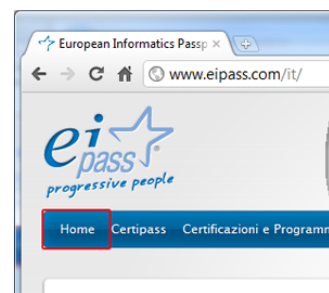 European Informatics Passp
www.eipass.com/it/
ei
pass
progressive people
Home Certipass Certificazioni e Programm